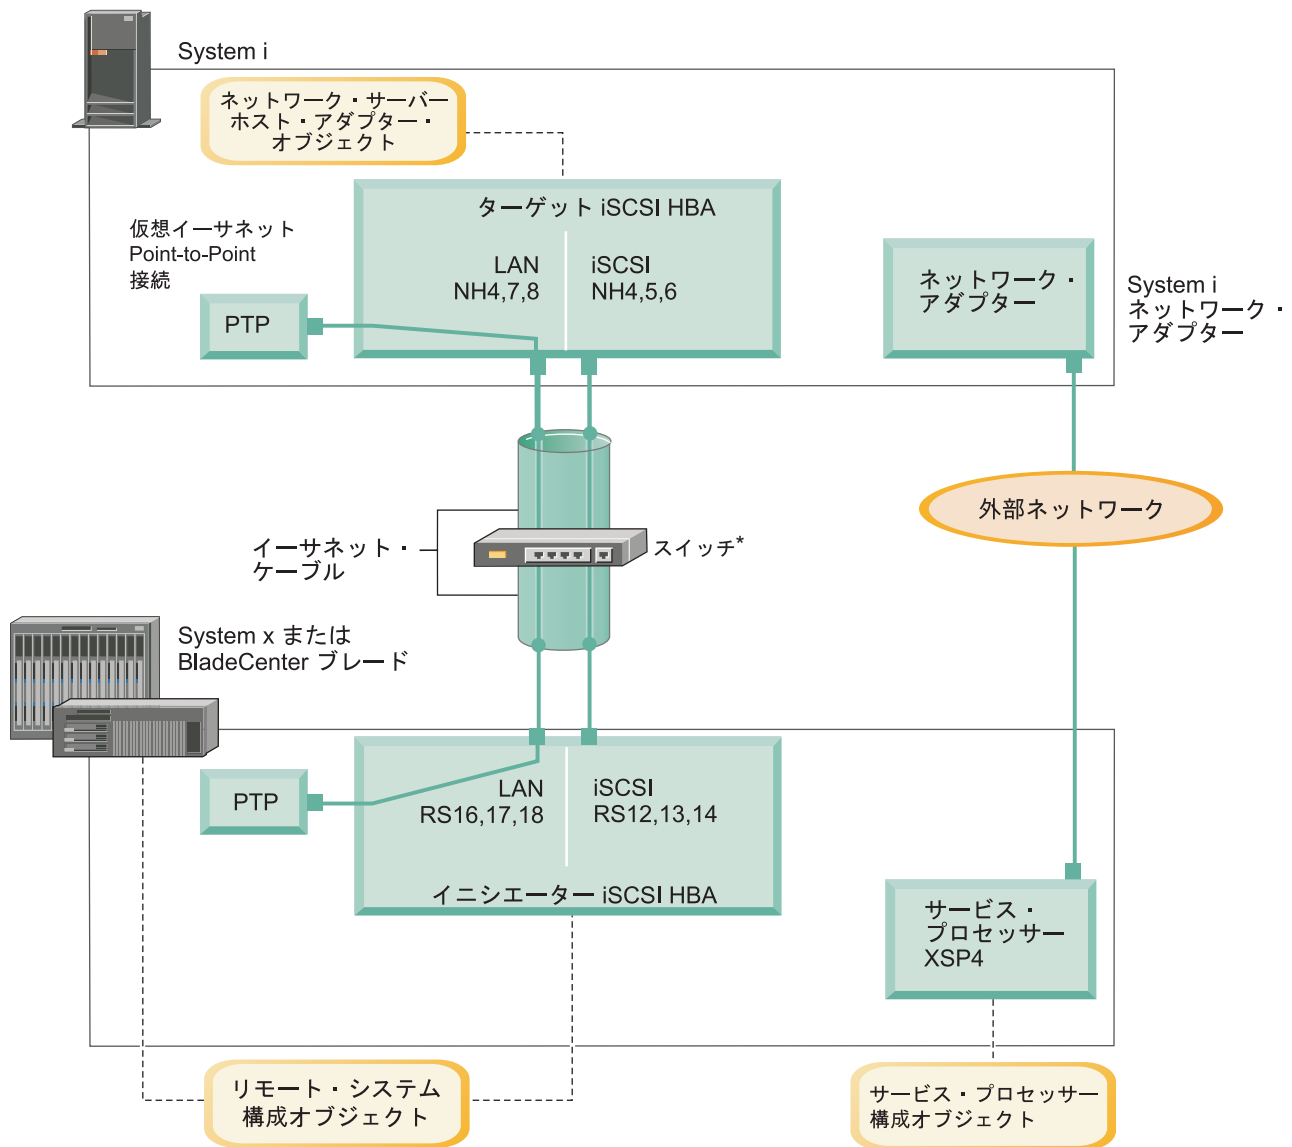 System i
ネットワーク・サーバー
ホスト・アダプター・
オブジェクト
ターゲット iSCSI HBA
仮想イーサネット
Point-to-Point
接続
LAN
NH4,7,8
iSCSI
NH4,5,6
PTP
ネットワーク・
アダプター
System i
ネットワーク・
アダプター
外部ネットワーク
イーサネット・
ケーブル
スイッチ*
System x または
BladeCenter ブレード
PTP
LAN
RS16,17,18
iSCSI
RS12,13,14
イニシエーター iSCSI HBA
サービス・
プロセッサー
XSP4
リモート・システム
構成オブジェクト
サービス・プロセッサー
構成オブジェクト